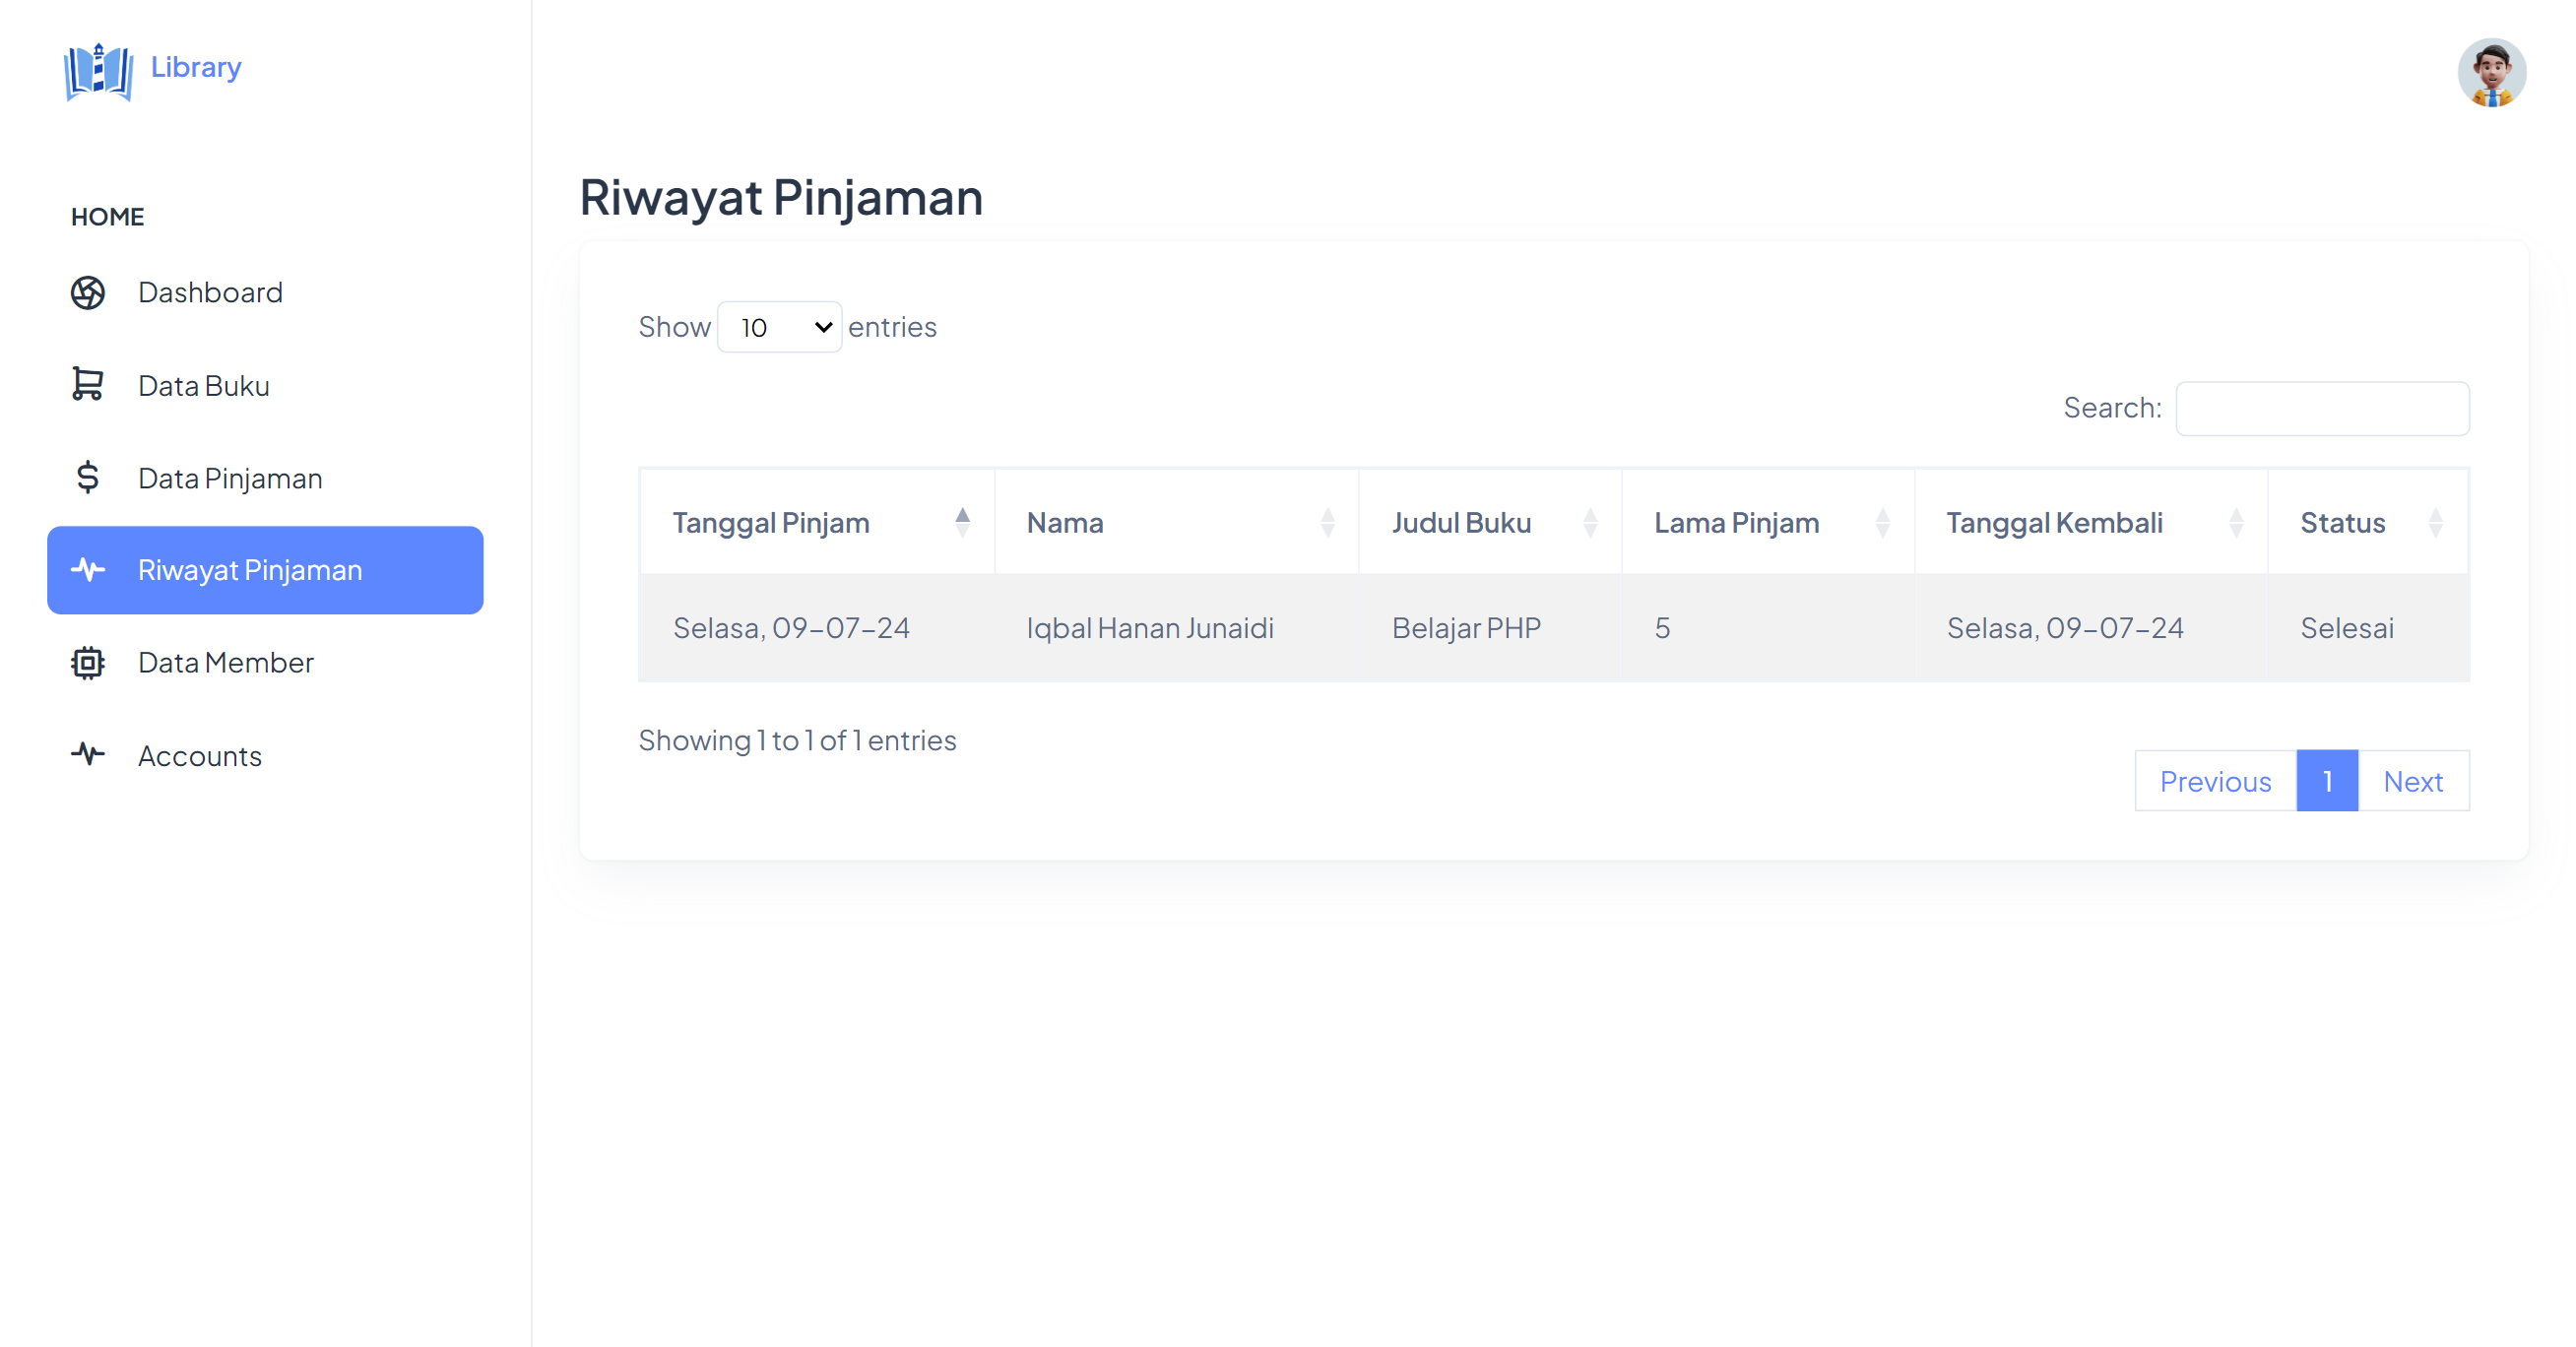 Library
HOME
Dashboard
Data Buku
Data Pinjaman
Riwayat Pinjaman
Data Member
Accounts
Riwayat Pinjaman
Show 10 entries
Search:
Tanggal Pinjam Nama Judul Buku Lama Pinjam Tanggal Kembali Status
Selasa, 09-07-24 Iqbal Hanan Junaidi Belajar PHP 5 Selasa, 09-07-24 Selesai
Showing 1 to 1 of 1 entries
Previous 1 Next